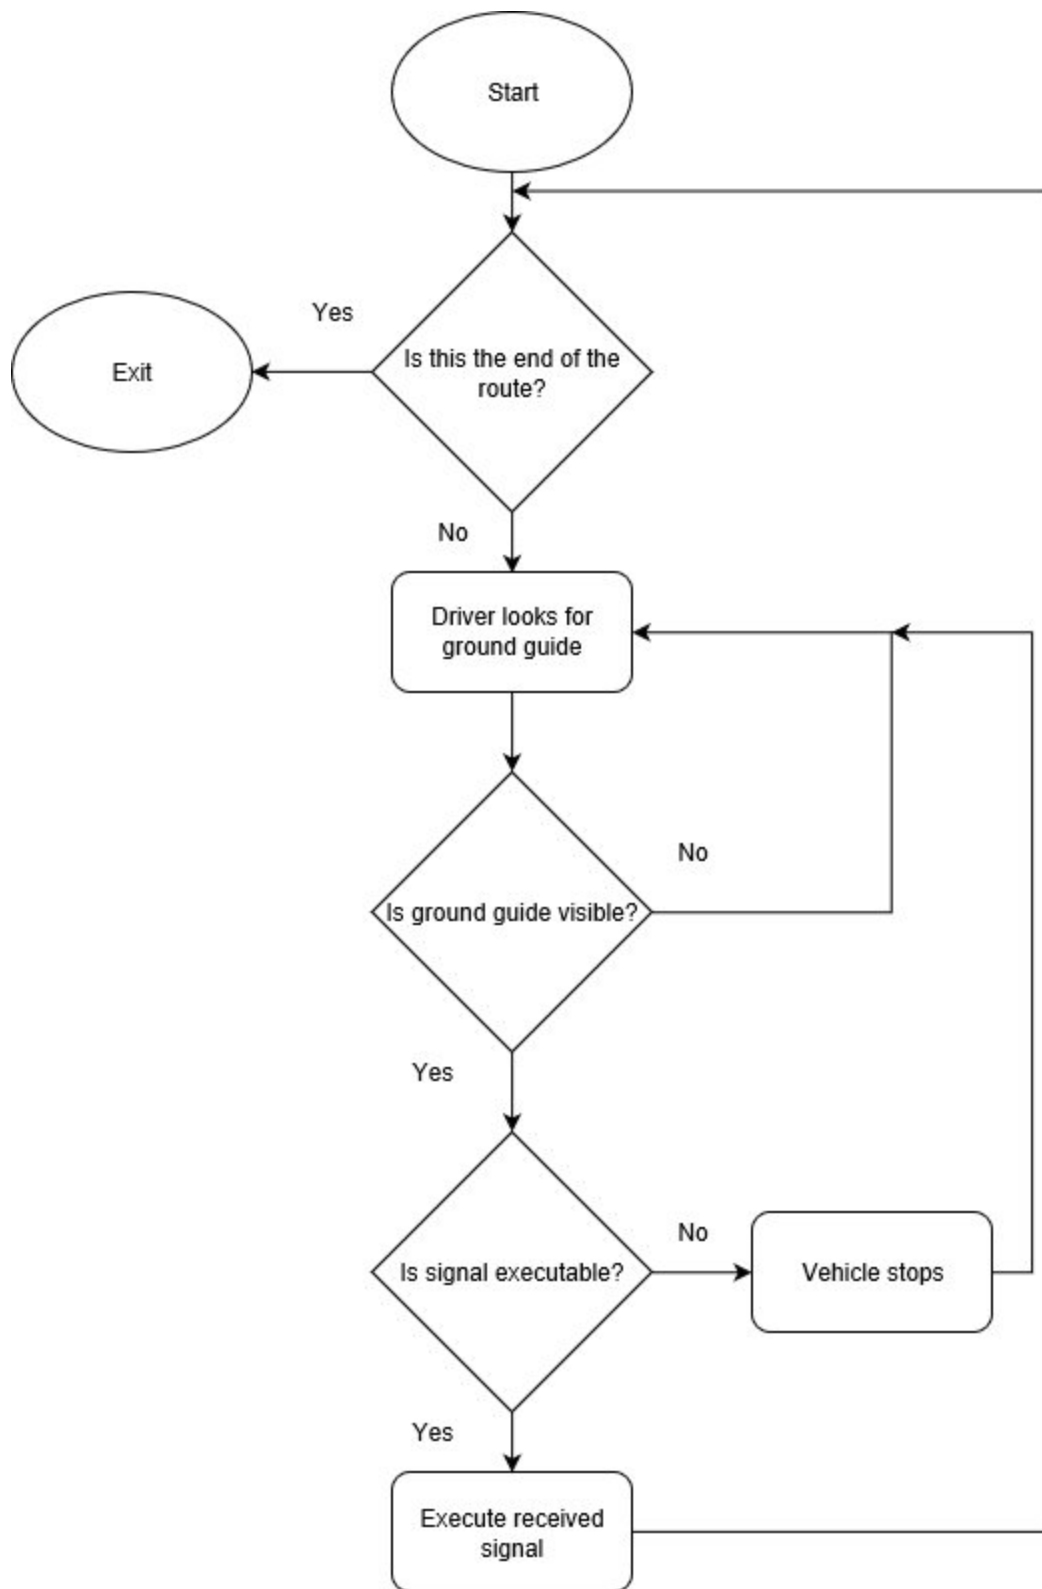 Start
Yes
Is this the end of the
route?
Exit
No
Driver looks for
ground guide
No
Is ground guide visible?
Yes
No
Is signal executable?
Vehicle stops
Yes
Execute received
signal